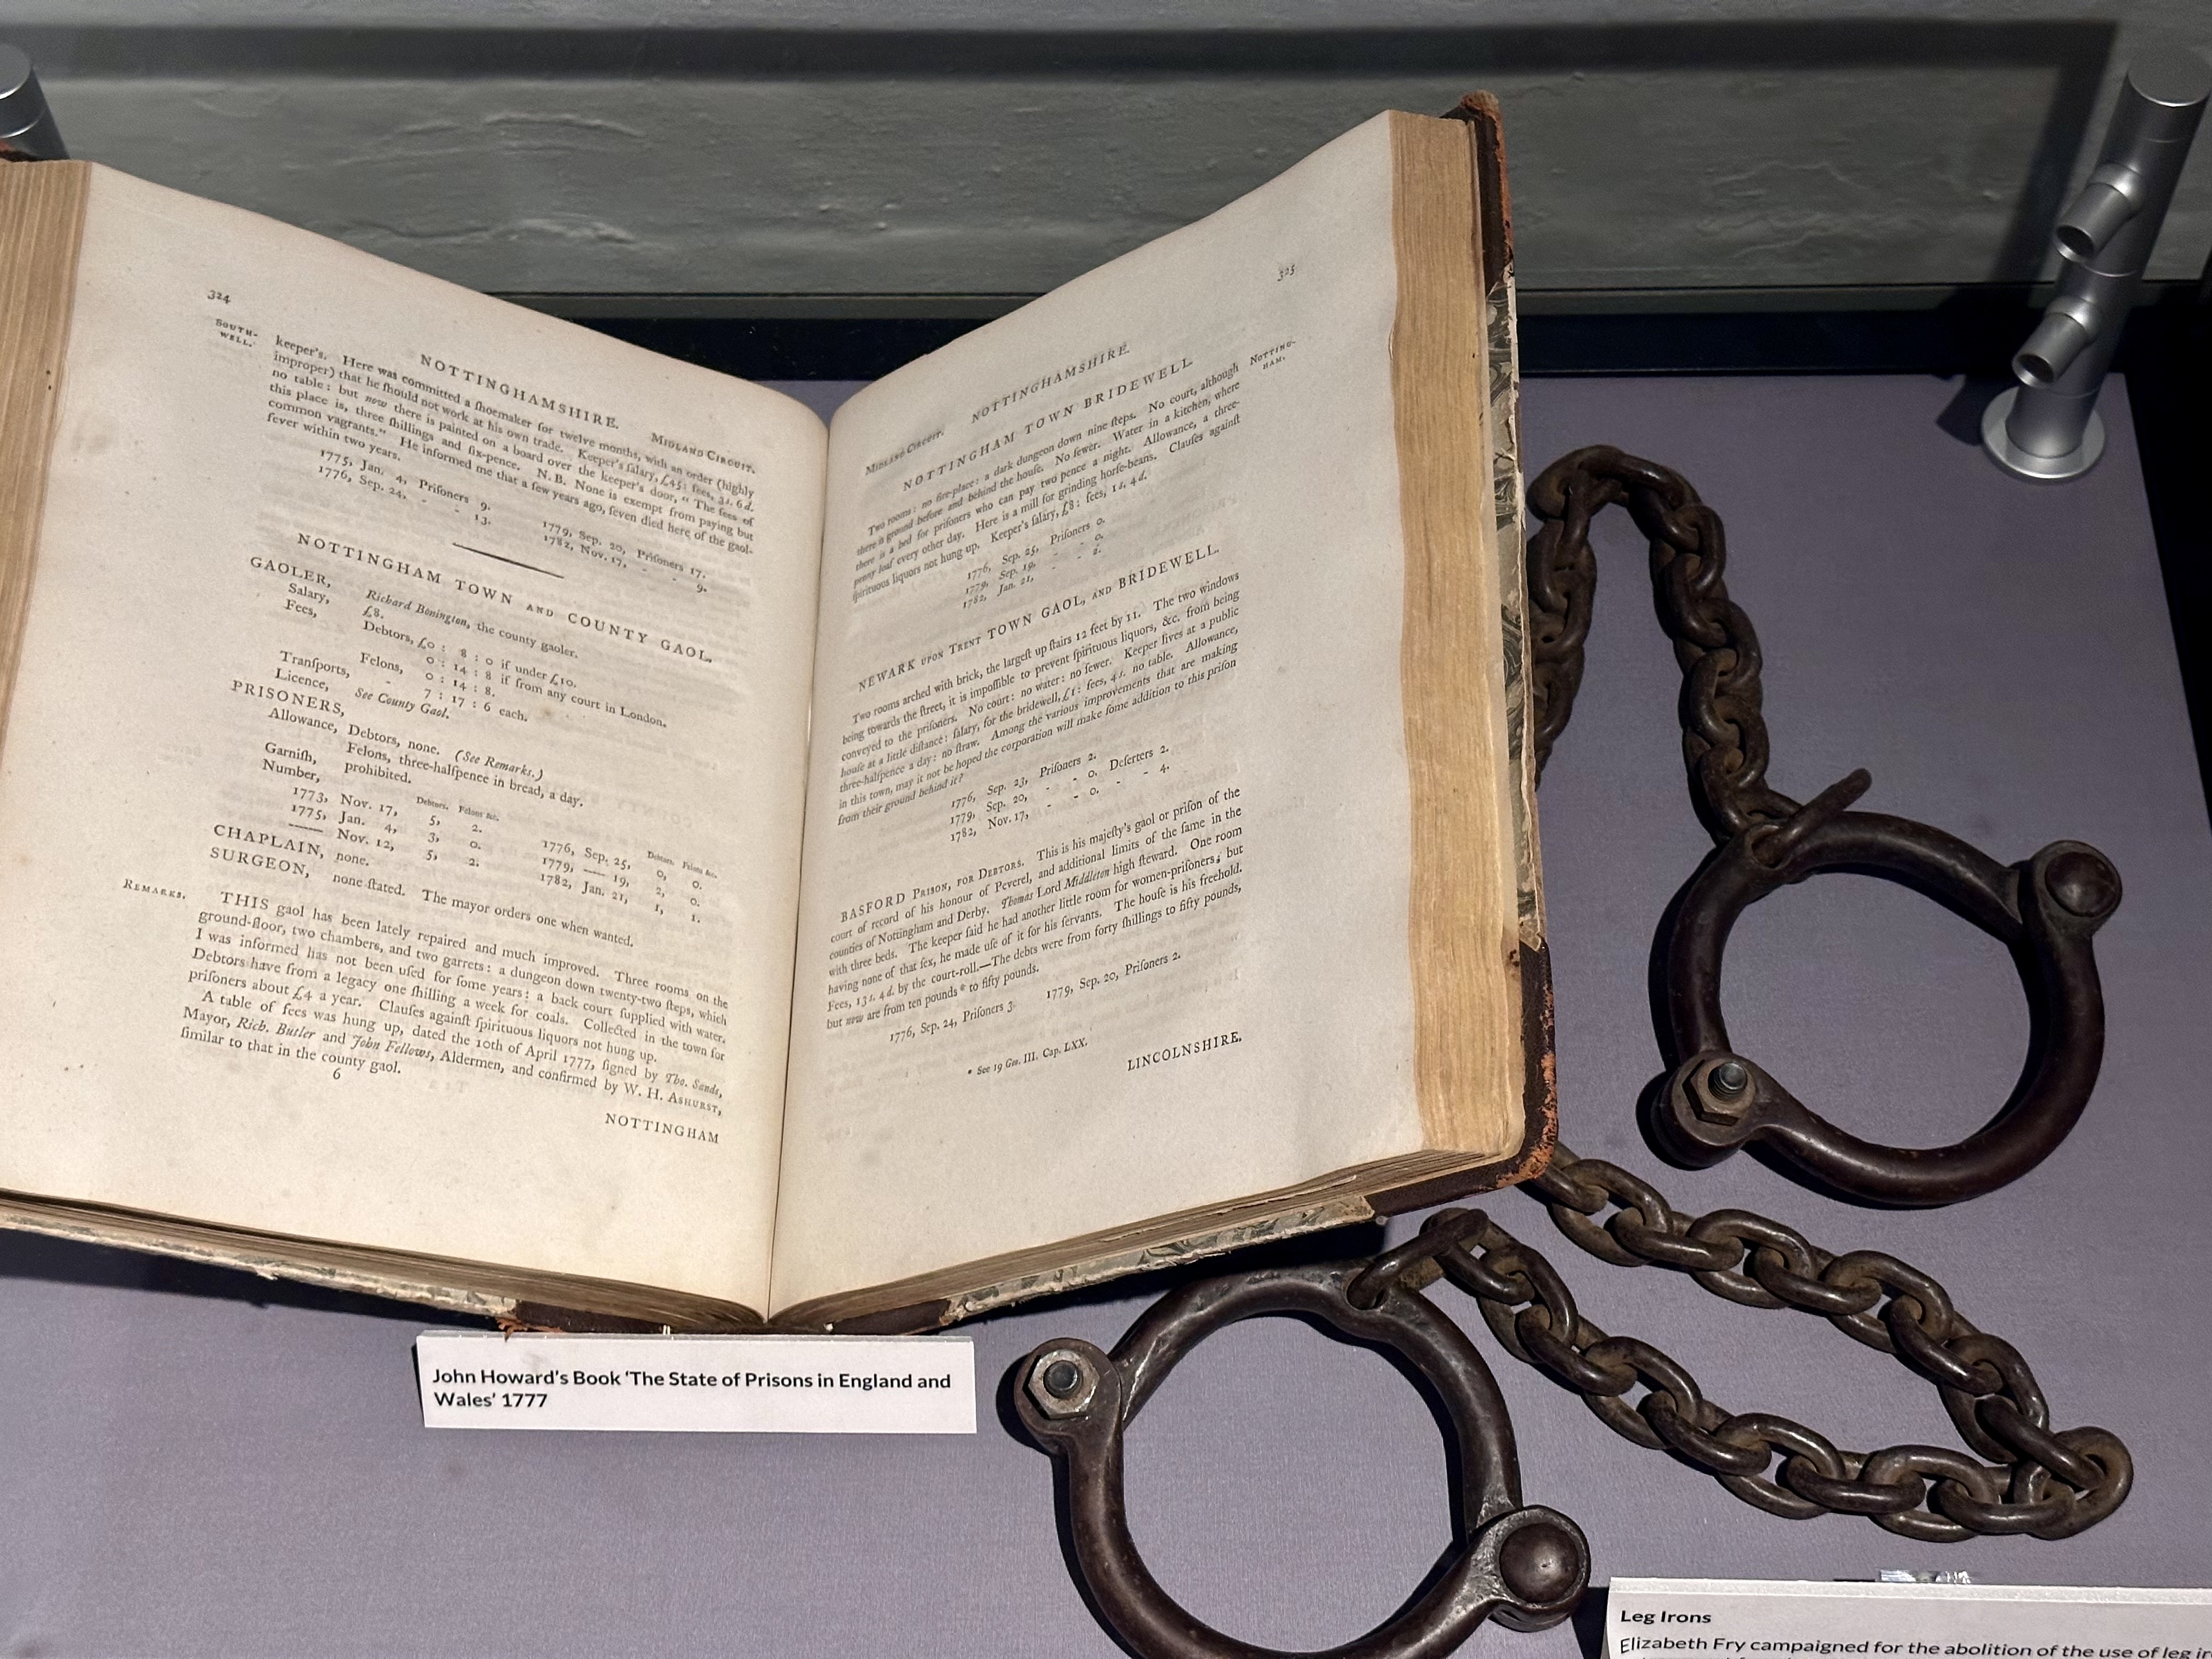 324
NOTTINGHAMSHIRE.
SOUTH-
WELL.
MIDLAND CIRCUIT.
keeper's. Here was committed a ſhoemaker for twelve months, with an order (highly
improper) that he ſhould not work at his own trade. Keeper's ſalary, £45: fees, 3s. 6d.
no table: but now there is painted on a board over the keeper's door, “ The fees of
this place is, three ſhillings and ſix-pence. N. B. None is exempt from paying but
common vagrants.” He informed me that a few years ago, ſeven died here of the gaol-
fever within two years.
1775, Jan. 4, Priſoners 9.
1776, Sep. 24, - - 13.
1779, Sep. 20, Priſoners 17.
1782, Nov. 17, - - 9.
NOTTINGHAM TOWN AND COUNTY GAOL.
GAOLER, Richard Bonington, the county gaoler.
Salary, £8.
Fees, Debtors, £0 : 8 : 0 if under £10.
0 : 14 : 8 if from any court in London.
Felons, 0 : 14 : 8.
Tranſports, - 7 : 17 : 6 each.
Licence, See County Gaol.
PRISONERS,
Allowance, Debtors, none. (See Remarks.)
Felons, three-halfpence in bread, a day.
Garniſh, prohibited.
Number,
Debtors. Felons &c.
1773, Nov. 17, 5, 2.
1775, Jan. 4, 3, 0.
—— Nov. 12, 5, 2.
Debtors. Felons &c.
1776, Sep. 25, 0, 0.
1779, —— 19, 2, 0.
1782, Jan. 21, 1, 1.
CHAPLAIN, none.
SURGEON, none ſtated. The mayor orders one when wanted.
REMARKS.
THIS gaol has been lately repaired and much improved. Three rooms on the
ground-floor, two chambers, and two garrets: a dungeon down twenty-two ſteps, which
I was informed has not been uſed for ſome years: a back court ſupplied with water.
Debtors have from a legacy one ſhilling a week for coals. Collected in the town for
priſoners about £4 a year. Clauſes againſt ſpirituous liquors not hung up.
A table of fees was hung up, dated the 10th of April 1777, ſigned by Tho. Sands,
Mayor, Rich. Butler and John Fellows, Aldermen, and confirmed by W. H. ASHURST,
ſimilar to that in the county gaol.
6
NOTTINGHAM
325
NOTTINGHAMSHIRE.
MIDLAND CIRCUIT.
NOTTING-
HAM.
NOTTINGHAM TOWN BRIDEWELL
Two rooms: no fire-place: a dark dungeon down nine ſteps. No court, although
there is ground before and behind the houſe. No ſewer. Water in a kitchen, where
there is a bed for priſoners who can pay two pence a night. Allowance, a three-
penny loaf every other day. Here is a mill for grinding horſe-beans. Clauſes againſt
ſpirituous liquors not hung up. Keeper's ſalary, £8: fees, 1s. 4d.
1776, Sep. 25, Priſoners 0.
1779, Sep. 19, - - 0.
1782, Jan. 21, - - 2.
NEWARK UPON TRENT TOWN GAOL, AND BRIDEWELL.
Two rooms arched with brick, the largeſt up ſtairs 12 feet by 11. The two windows
being towards the ſtreet, it is impoſſible to prevent ſpirituous liquors, &c. from being
conveyed to the priſoners. No court: no water: no ſewer. Keeper lives at a public
houſe at a little diſtance: ſalary, for the bridewell, £1: fees, 4s. no table. Allowance,
three-halfpence a day: no ſtraw. Among the various improvements that are making
in this town, may it not be hoped the corporation will make ſome addition to this priſon
from their ground behind it?
1776, Sep. 23, Priſoners 2.
1779, Sep. 20, - - 0. Deſerters 2.
1782, Nov. 17, - - 0. - - 4.
BASFORD PRISON, FOR DEBTORS. This is his majeſty's gaol or priſon of the
court of record of his honour of Peverel, and additional limits of the ſame in the
counties of Nottingham and Derby. Thomas Lord Middleton high ſteward. One room
with three beds. The keeper ſaid he had another little room for women-priſoners; but
having none of that ſex, he made uſe of it for his ſervants. The houſe is his freehold.
Fees, 13s. 4d. by the court-roll.—The debts were from forty ſhillings to fifty pounds,
but now are from ten pounds* to fifty pounds.
1776, Sep. 24, Priſoners 3. 1779, Sep. 20, Priſoners 2.
* See 19 Geo. III. Cap. LXX.
LINCOLNSHIRE.
John Howard's Book ‘The State of Prisons in England and
Wales’ 1777
Leg Irons
Elizabeth Fry campaigned for the abolition of the use of leg